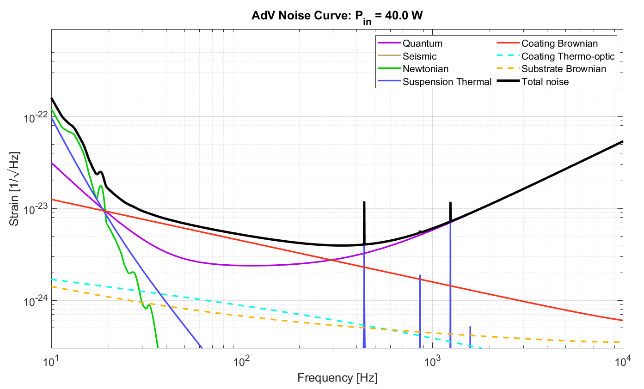 AdV Noise Curve: P_in = 40.0 W
Quantum
Seismic
Newtonian
Suspension Thermal
Coating Brownian
Coating Thermo-optic
Substrate Brownian
Total noise
Strain [1/√Hz]
10^-22
10^-23
10^-24
10^1
10^2
10^3
10^4
Frequency [Hz]